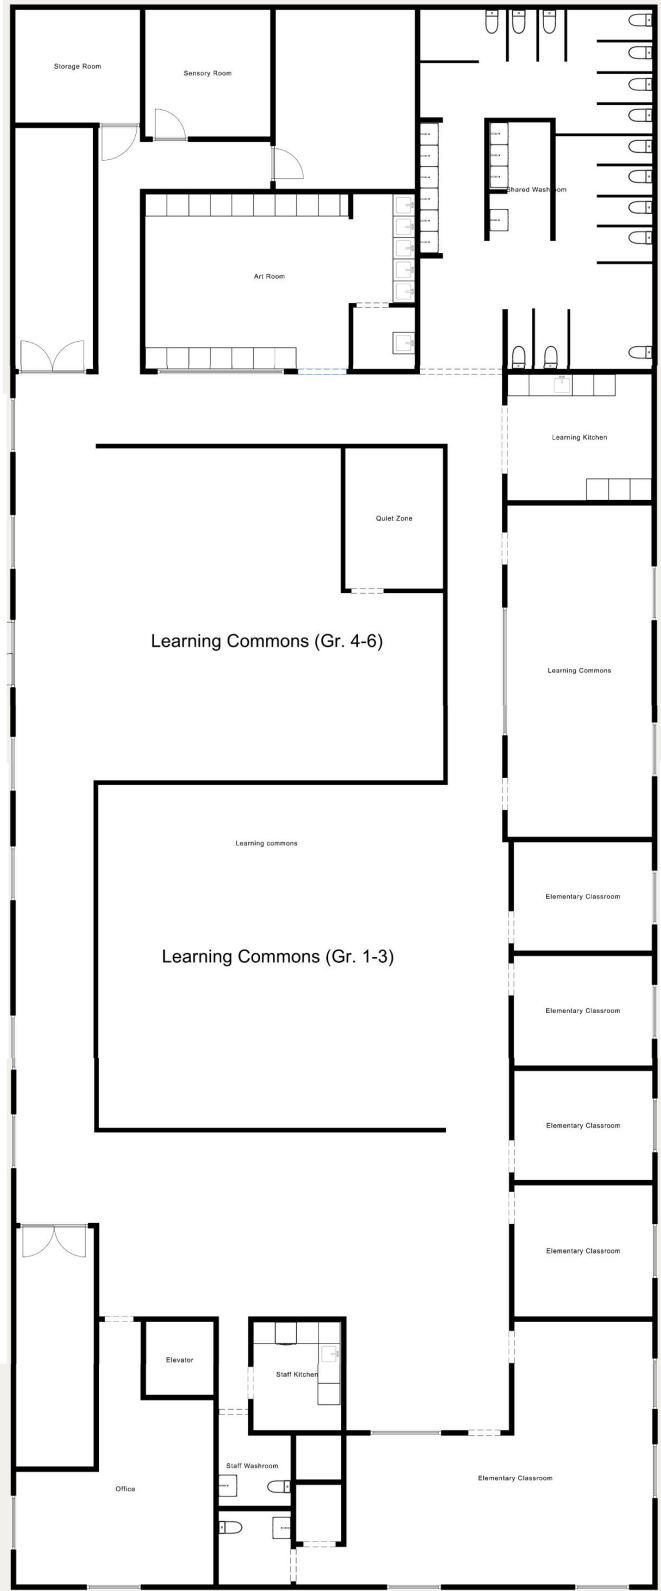 Storage Room
Sensory Room
Shared Washroom
Art Room
Learning Kitchen
Quiet Zone
Learning Commons (Gr. 4-6)
Learning Commons
Learning commons
Elementary Classroom
Learning Commons (Gr. 1-3)
Elementary Classroom
Elementary Classroom
Elementary Classroom
Elevator
Staff Kitchen
Staff Washroom
Elementary Classroom
Office